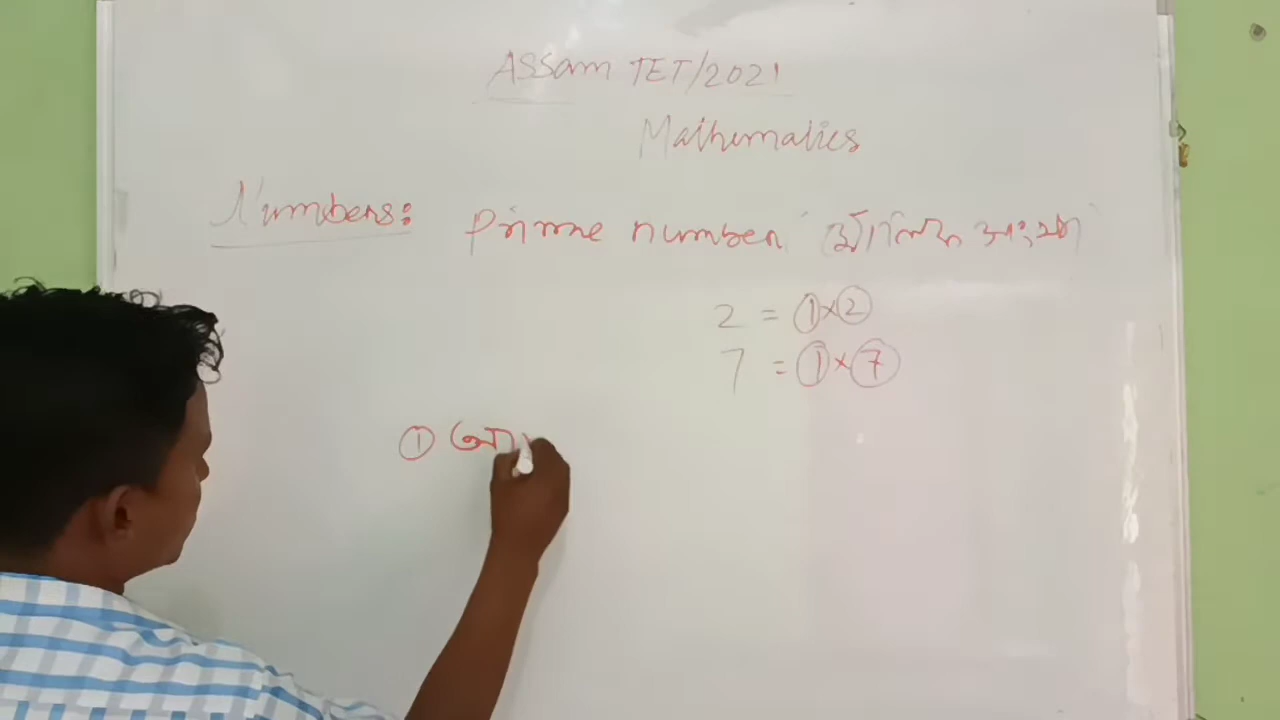 Assam TET/2021
Mathematics
Numbers: Prime number মৌলিক সংখ্যা
2 = 1×2
7 = 1×7
1